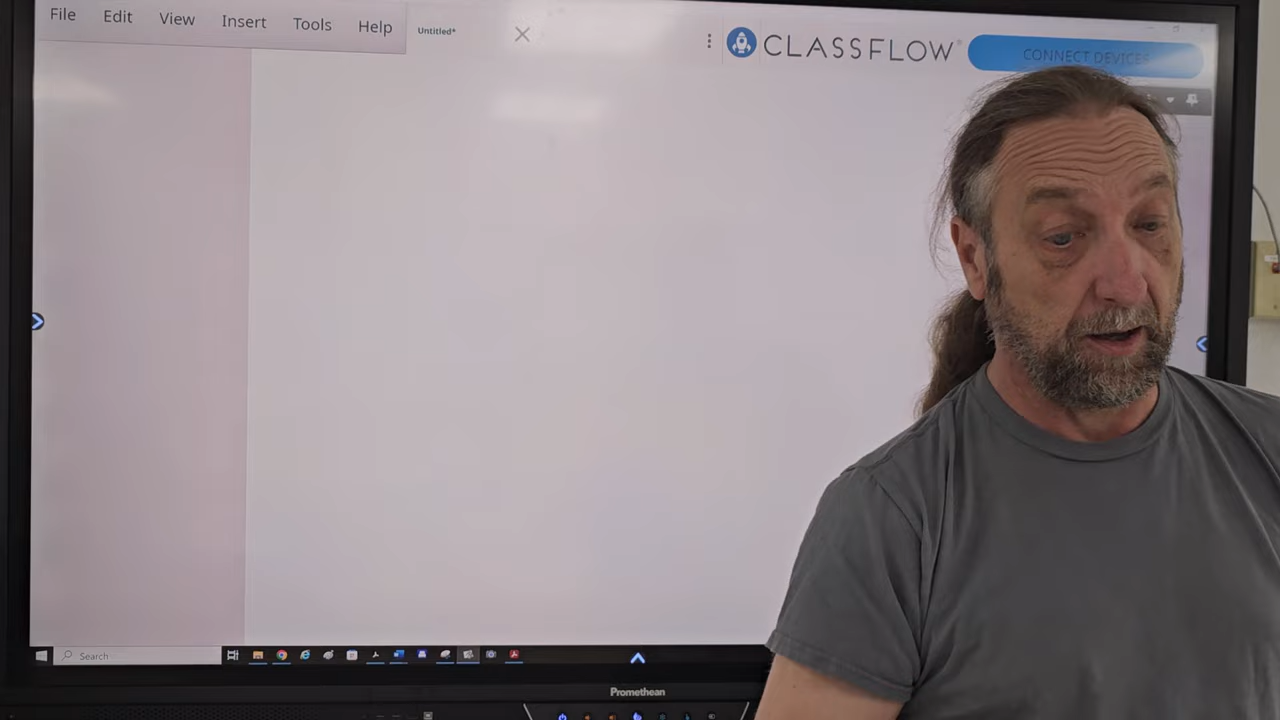 File Edit View Insert Tools Help
Untitled*
CLASSFLOW
CONNECT DEVICES
Search
Promethean